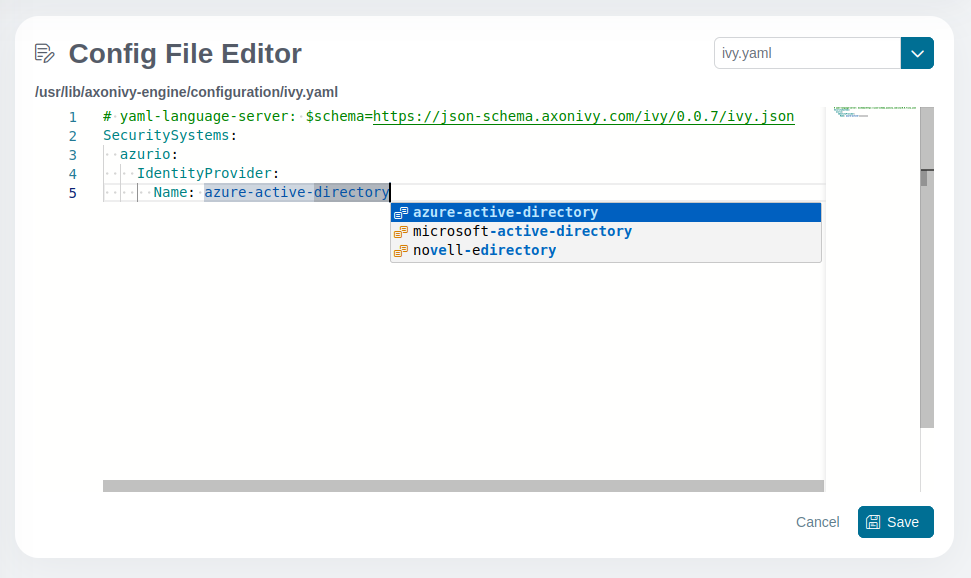 Config File Editor
ivy.yaml
/usr/lib/axonivy-engine/configuration/ivy.yaml
1 # yaml-language-server: $schema=https://json-schema.axonivy.com/ivy/0.0.7/ivy.json
2 SecuritySystems:
3 azurio:
4 IdentityProvider:
5 Name: azure-active-directory
azure-active-directory
microsoft-active-directory
novell-edirectory
Cancel
Save